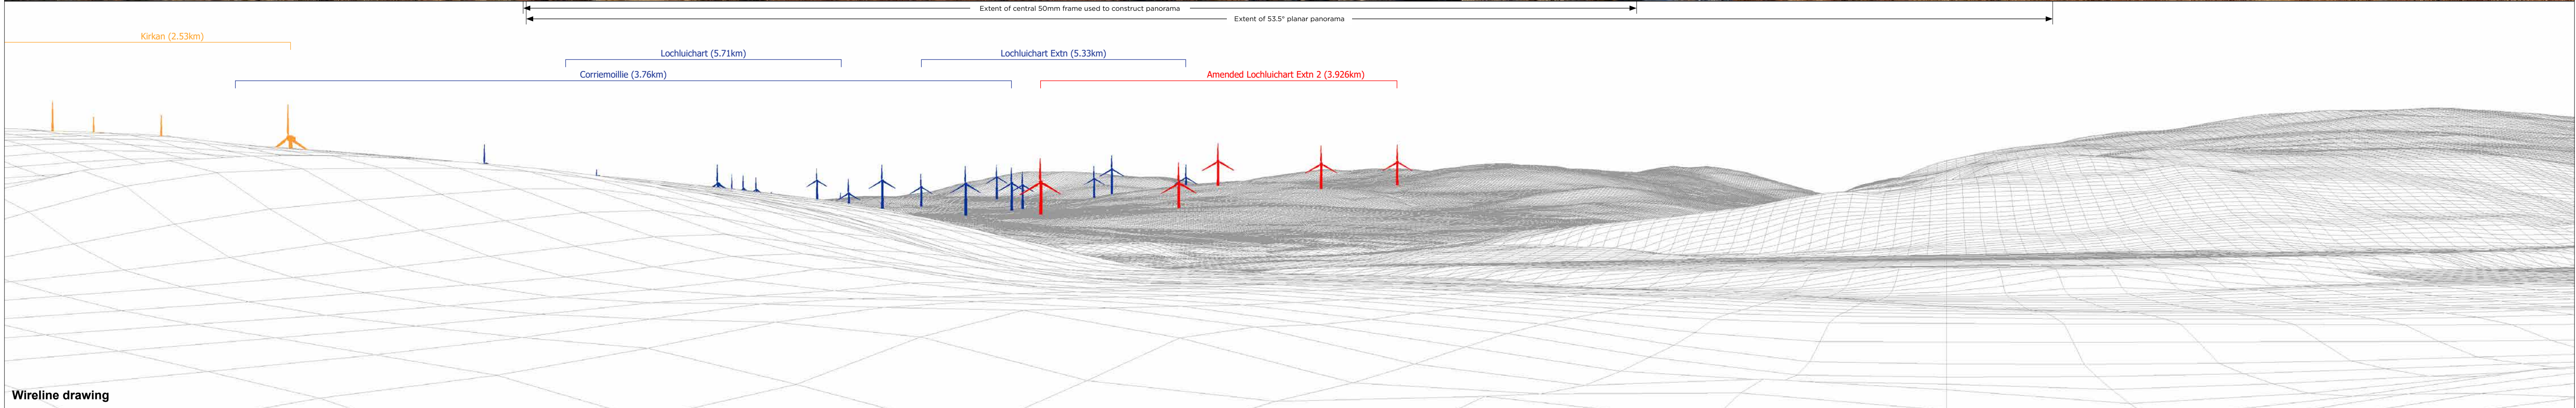 Extent of central 50mm frame used to construct panorama
Extent of 53.5° planar panorama
Kirkan (2.53km)
Lochluichart (5.71km)
Lochluichart Extn (5.33km)
Corriemoillie (3.76km)
Amended Lochluichart Extn 2 (3.926km)
Wireline drawing